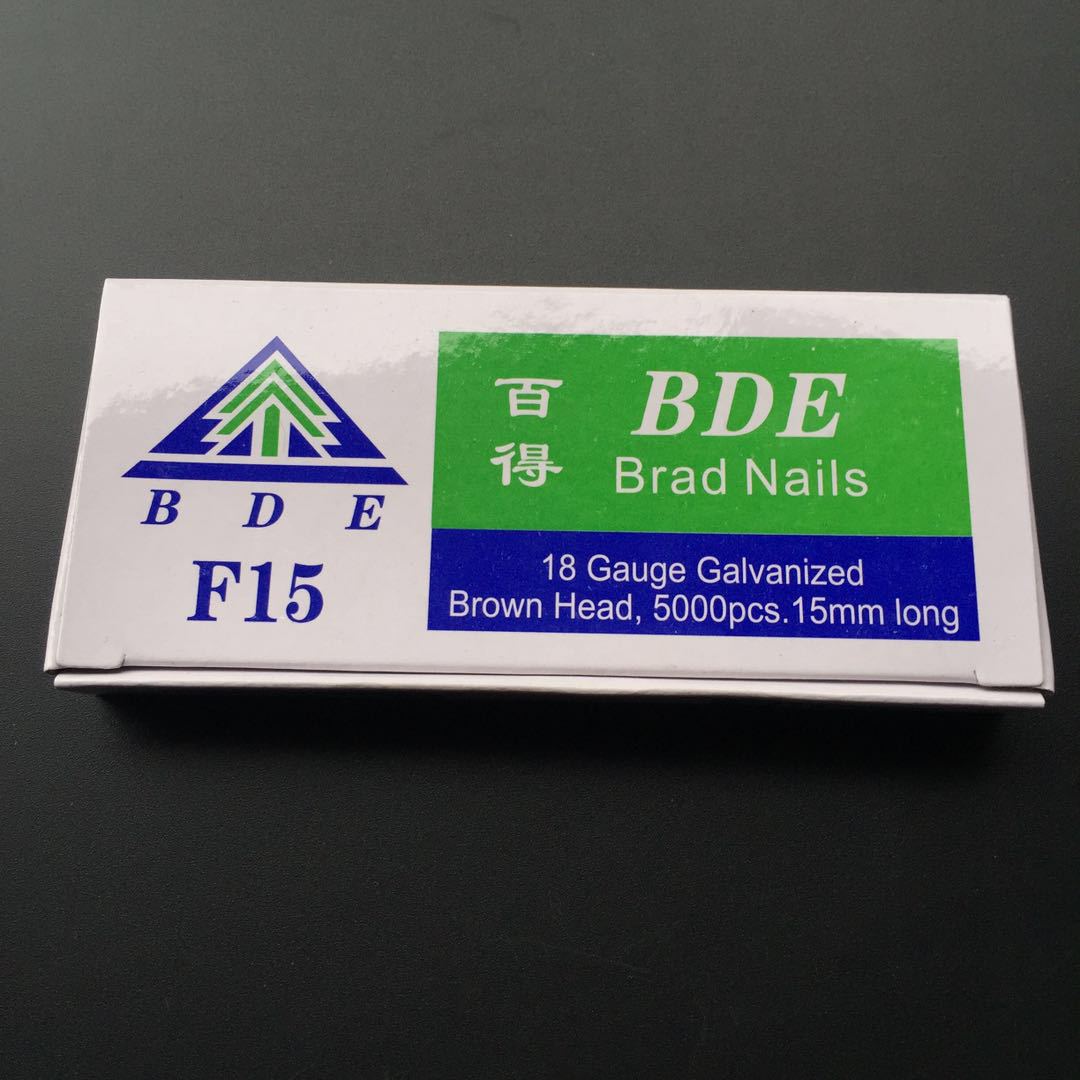 B D E
F15
百得
BDE
Brad Nails
18 Gauge Galvanized
Brown Head, 5000pcs.15mm long